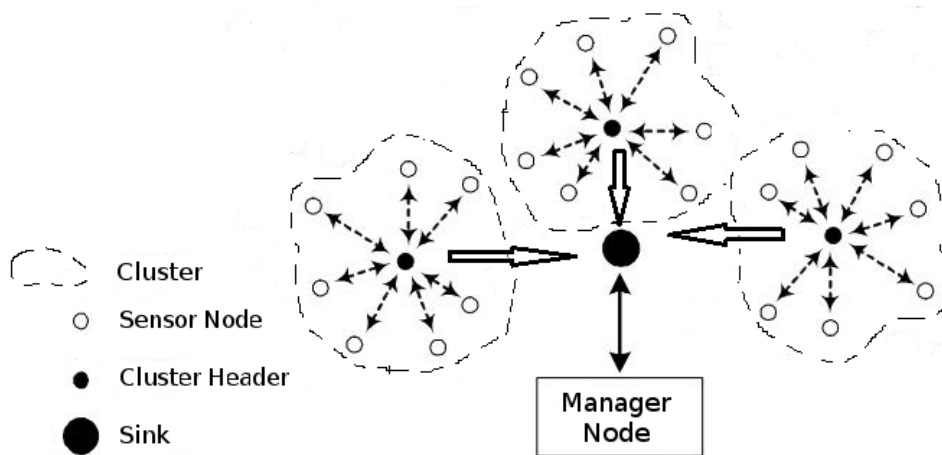 Cluster
Sensor Node
Cluster Header
Sink
Manager
Node